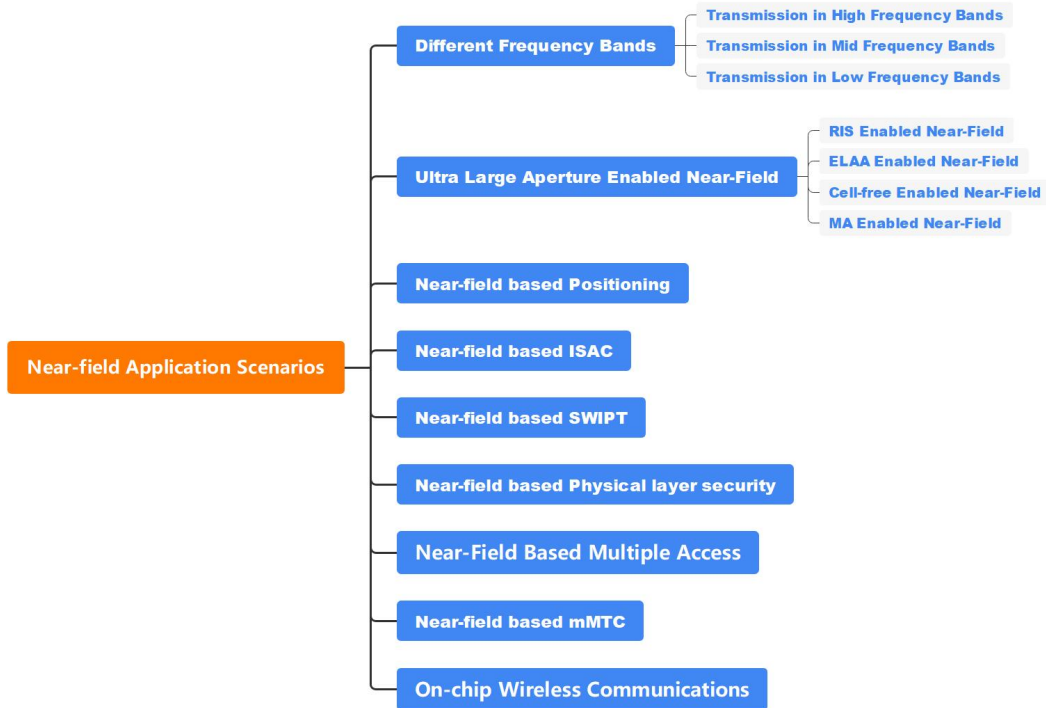 Near-field Application Scenarios
Different Frequency Bands
Transmission in High Frequency Bands
Transmission in Mid Frequency Bands
Transmission in Low Frequency Bands
Ultra Large Aperture Enabled Near-Field
RIS Enabled Near-Field
ELAA Enabled Near-Field
Cell-free Enabled Near-Field
MA Enabled Near-Field
Near-field based Positioning
Near-field based ISAC
Near-field based SWIPT
Near-field based Physical layer security
Near-Field Based Multiple Access
Near-field based mMTC
On-chip Wireless Communications